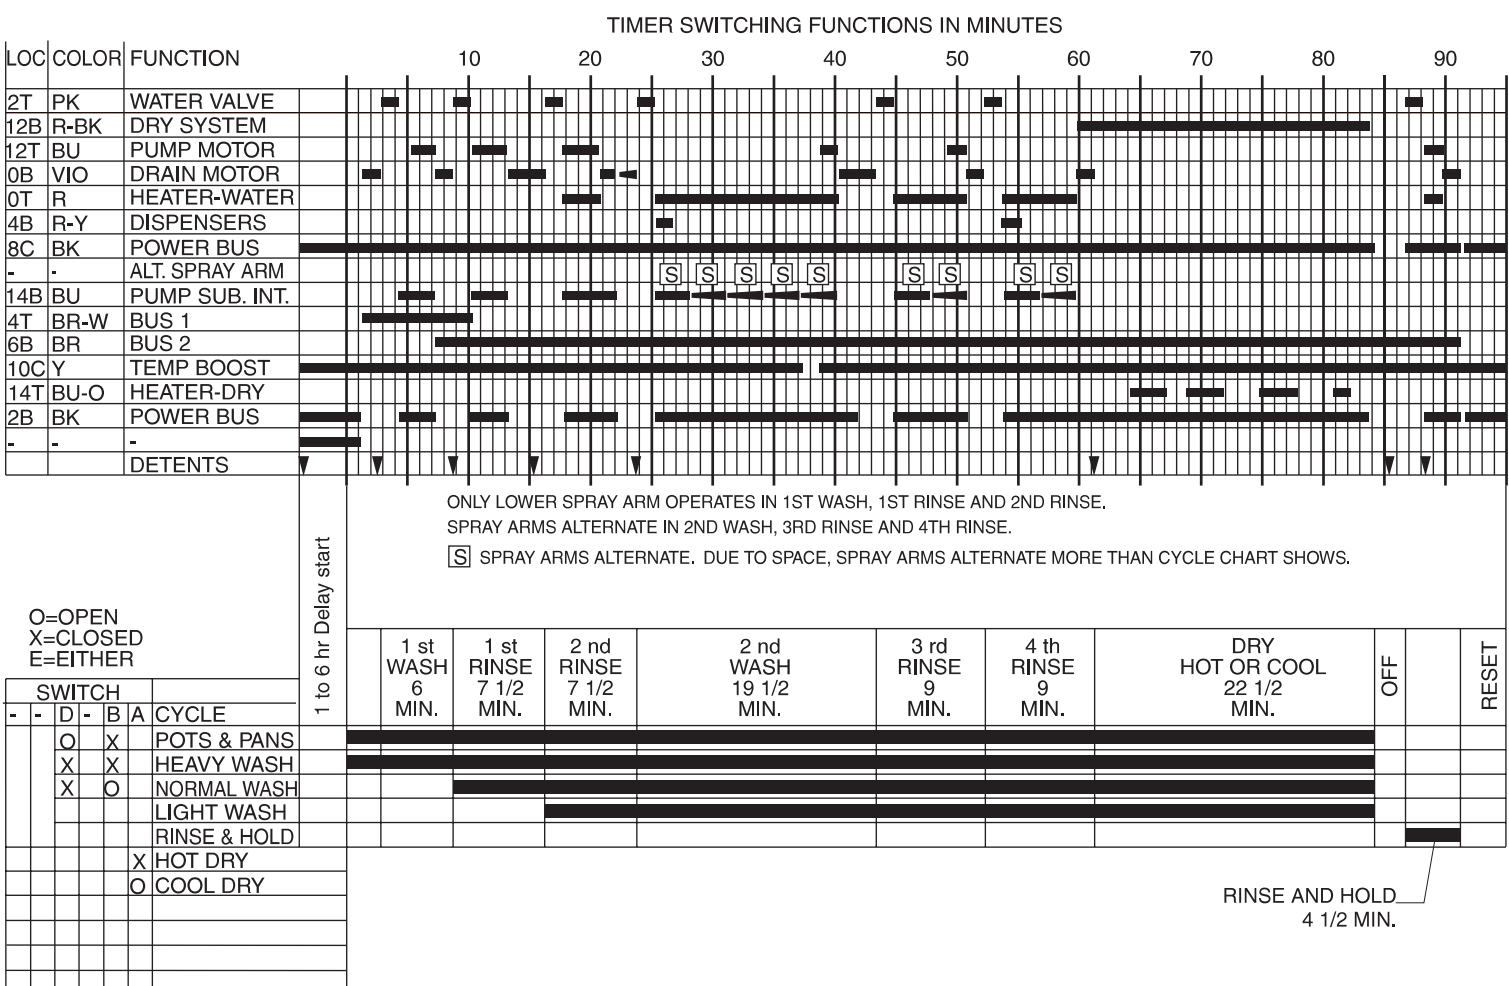 TIMER SWITCHING FUNCTIONS IN MINUTES
LOC COLOR FUNCTION 10 20 30 40 50 60 70 80 90
2T PK WATER VALVE
12B R-BK DRY SYSTEM
12T BU PUMP MOTOR
0B VIO DRAIN MOTOR
0T R HEATER-WATER
4B R-Y DISPENSERS
8C BK POWER BUS
- - ALT. SPRAY ARM S S S S S S S S S
14B BU PUMP SUB. INT.
4T BR-W BUS 1
6B BR BUS 2
10C Y TEMP BOOST
14T BU-O HEATER-DRY
2B BK POWER BUS
- - -
DETENTS
ONLY LOWER SPRAY ARM OPERATES IN 1ST WASH, 1ST RINSE AND 2ND RINSE.
SPRAY ARMS ALTERNATE IN 2ND WASH, 3RD RINSE AND 4TH RINSE.
S SPRAY ARMS ALTERNATE. DUE TO SPACE, SPRAY ARMS ALTERNATE MORE THAN CYCLE CHART SHOWS.
1 to 6 hr Delay start
O=OPEN
X=CLOSED
E=EITHER
1 st WASH 6 MIN.
1 st RINSE 7 1/2 MIN.
2 nd RINSE 7 1/2 MIN.
2 nd WASH 19 1/2 MIN.
3 rd RINSE 9 MIN.
4 th RINSE 9 MIN.
DRY HOT OR COOL 22 1/2 MIN.
OFF
RESET
SWITCH
- - D - B A CYCLE
O X POTS & PANS
X X HEAVY WASH
X O NORMAL WASH
LIGHT WASH
RINSE & HOLD
X HOT DRY
O COOL DRY
RINSE AND HOLD
4 1/2 MIN.